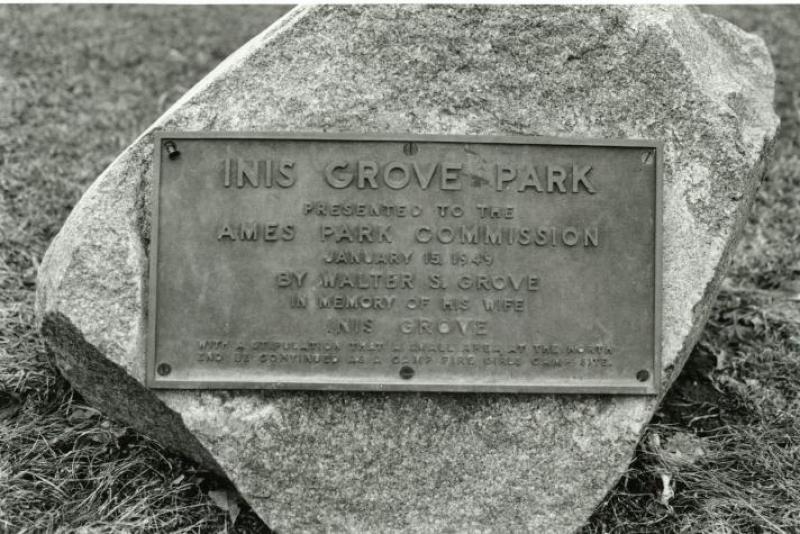 INIS GROVE PARK
PRESENTED TO THE
AMES PARK COMMISSION
JANUARY 15, 1949
BY WALTER S. GROVE
IN MEMORY OF HIS WIFE
INIS GROVE
WITH A STIPULATION THAT A SMALL AREA AT THE NORTH
END BE CONTINUED AS A CAMP FIRE GIRLS CAMP SITE.